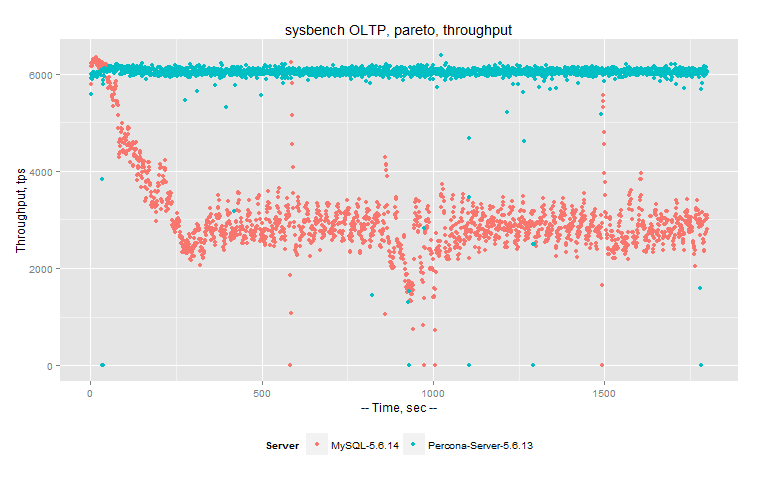 sysbench OLTP, pareto, throughput
Throughput, tps
6000
4000
2000
0
0
500
1000
1500
-- Time, sec --
Server
MySQL-5.6.14
Percona-Server-5.6.13